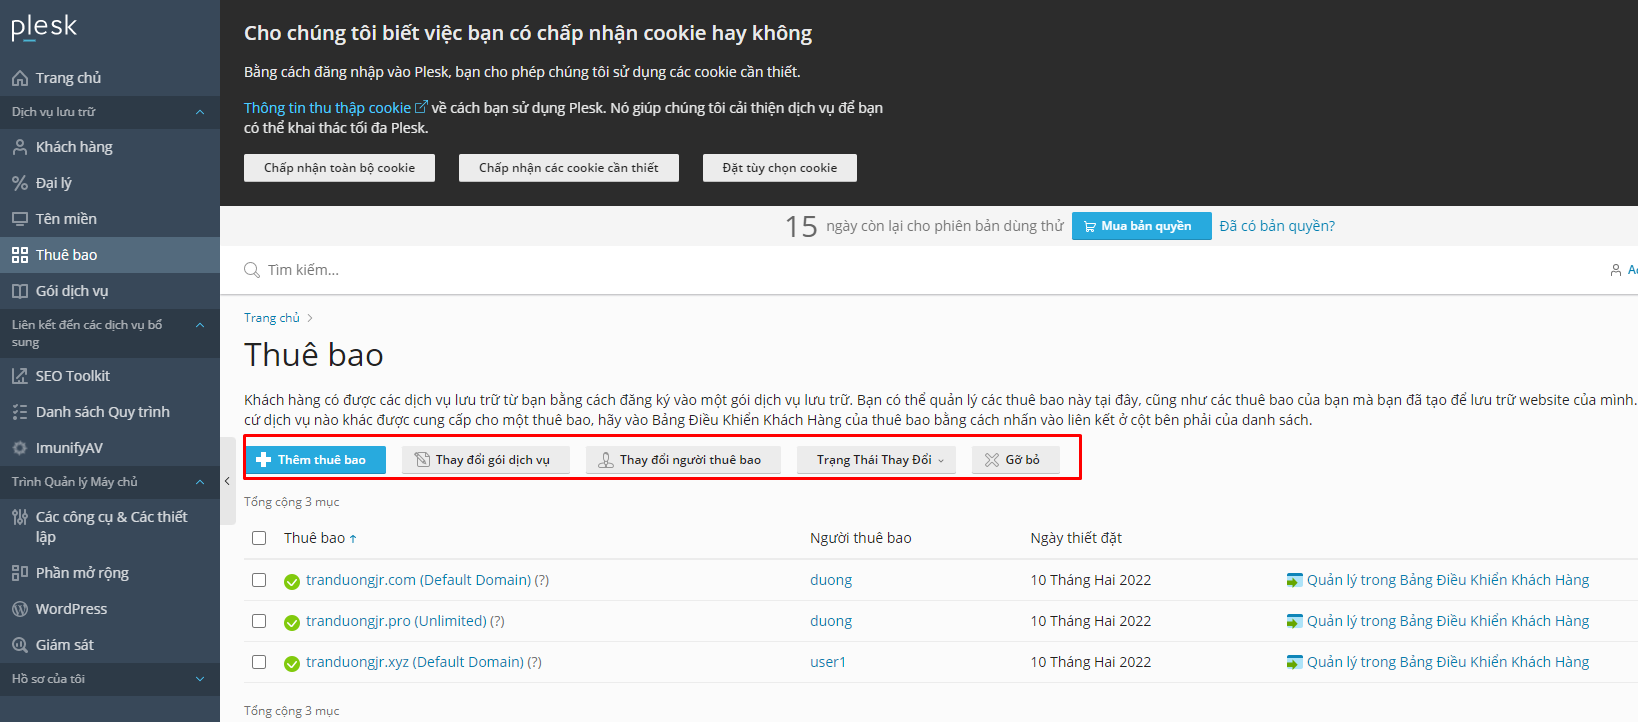 plesk
Trang chủ
Dịch vụ lưu trữ
Khách hàng
Đại lý
Tên miền
Thuê bao
Gói dịch vụ
Liên kết đến các dịch vụ bổ
sung
SEO Toolkit
Danh sách Quy trình
ImunifyAV
Trình Quản lý Máy chủ
Các công cụ & Các thiết
lập
Phần mở rộng
WordPress
Giám sát
Hồ sơ của tôi
Cho chúng tôi biết việc bạn có chấp nhận cookie hay không
Bằng cách đăng nhập vào Plesk, bạn cho phép chúng tôi sử dụng các cookie cần thiết.
Thông tin thu thập cookie về cách bạn sử dụng Plesk. Nó giúp chúng tôi cải thiện dịch vụ để bạn
có thể khai thác tối đa Plesk.
Chấp nhận toàn bộ cookie Chấp nhận các cookie cần thiết Đặt tùy chọn cookie
15 ngày còn lại cho phiên bản dùng thử Mua bản quyền Đã có bản quyền?
Tìm kiếm...
Trang chủ
Thuê bao
Khách hàng có được các dịch vụ lưu trữ từ bạn bằng cách đăng ký vào một gói dịch vụ lưu trữ. Bạn có thể quản lý các thuê bao này tại đây, cũng như các thuê bao của bạn mà bạn đã tạo để lưu trữ website của mình.
cứ dịch vụ nào khác được cung cấp cho một thuê bao, hãy vào Bảng Điều Khiển Khách Hàng của thuê bao bằng cách nhấn vào liên kết ở cột bên phải của danh sách.
Thêm thuê bao Thay đổi gói dịch vụ Thay đổi người thuê bao Trạng Thái Thay Đổi Gỡ bỏ
Tổng cộng 3 mục
Thuê bao ↑ Người thuê bao Ngày thiết đặt
tranduongjr.com (Default Domain) (?) duong 10 Tháng Hai 2022 Quản lý trong Bảng Điều Khiển Khách Hàng
tranduongjr.pro (Unlimited) (?) duong 10 Tháng Hai 2022 Quản lý trong Bảng Điều Khiển Khách Hàng
tranduongjr.xyz (Default Domain) (?) user1 10 Tháng Hai 2022 Quản lý trong Bảng Điều Khiển Khách Hàng
Tổng cộng 3 mục